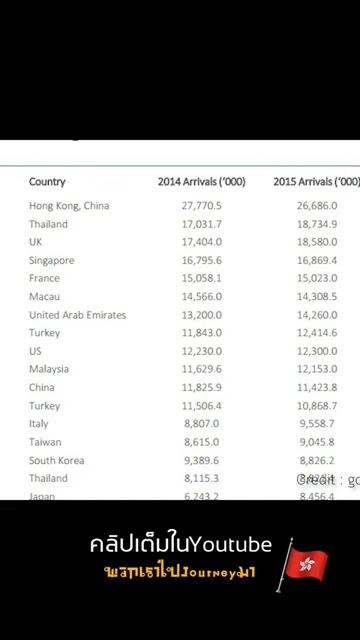 Country 2014 Arrivals ('000) 2015 Arrivals ('000)
Hong Kong, China 27,770.5 26,686.0
Thailand 17,031.7 18,734.9
UK 17,404.0 18,580.0
Singapore 16,795.6 16,869.4
France 15,058.1 15,023.0
Macau 14,566.0 14,308.5
United Arab Emirates 13,200.0 14,260.0
Turkey 11,843.0 12,414.6
US 12,230.0 12,300.0
Malaysia 11,629.6 12,153.0
China 11,825.9 11,423.8
Turkey 11,506.4 10,868.7
Italy 8,807.0 9,558.7
Taiwan 8,615.0 9,045.8
South Korea 9,389.6 8,826.2
Thailand 8,115.3
Credit : go
Japan 6,243.2 8,456.4
คลิปเต็มในYoutube
พวกเราไปJourneyมา